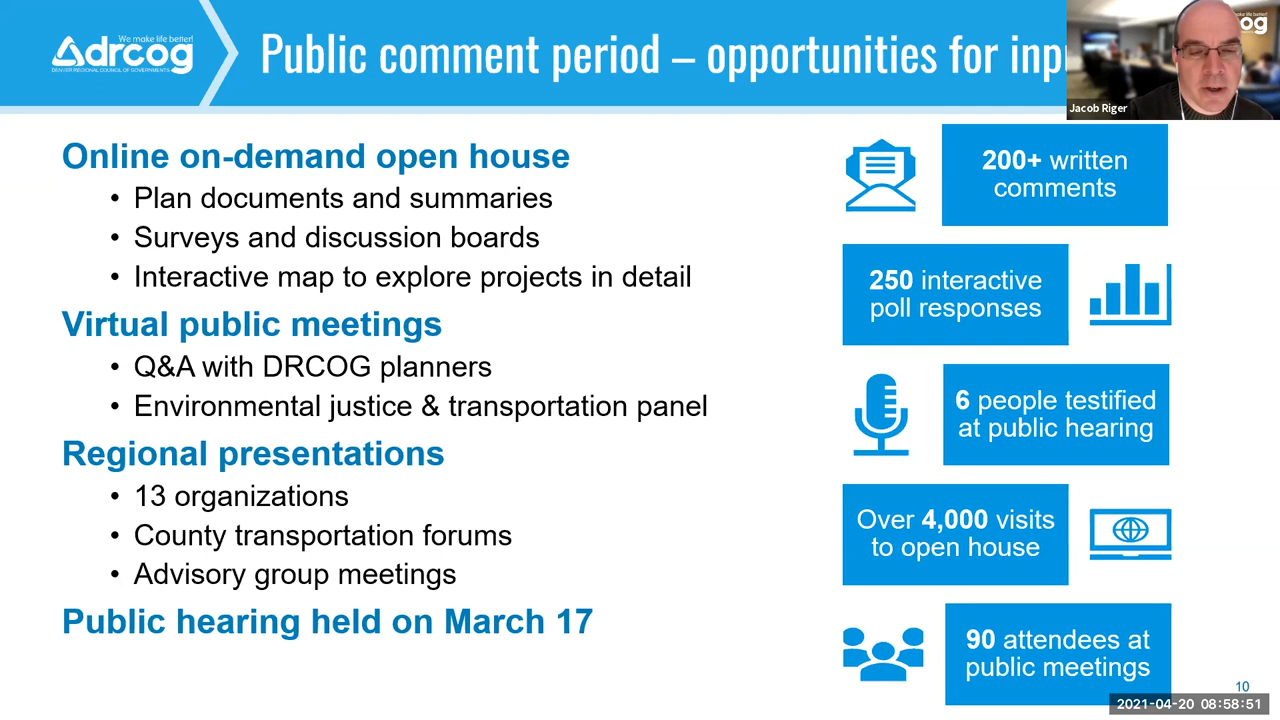 We make life better!
drcog
DENVER REGIONAL COUNCIL OF GOVERNMENTS
Public comment period – opportunities for inp
og
Jacob Riger
Online on-demand open house
• Plan documents and summaries
• Surveys and discussion boards
• Interactive map to explore projects in detail
Virtual public meetings
• Q&A with DRCOG planners
• Environmental justice & transportation panel
Regional presentations
• 13 organizations
• County transportation forums
• Advisory group meetings
Public hearing held on March 17
200+ written
comments
250 interactive
poll responses
6 people testified
at public hearing
Over 4,000 visits
to open house
90 attendees at
public meetings
10
2021-04-20 08:58:51